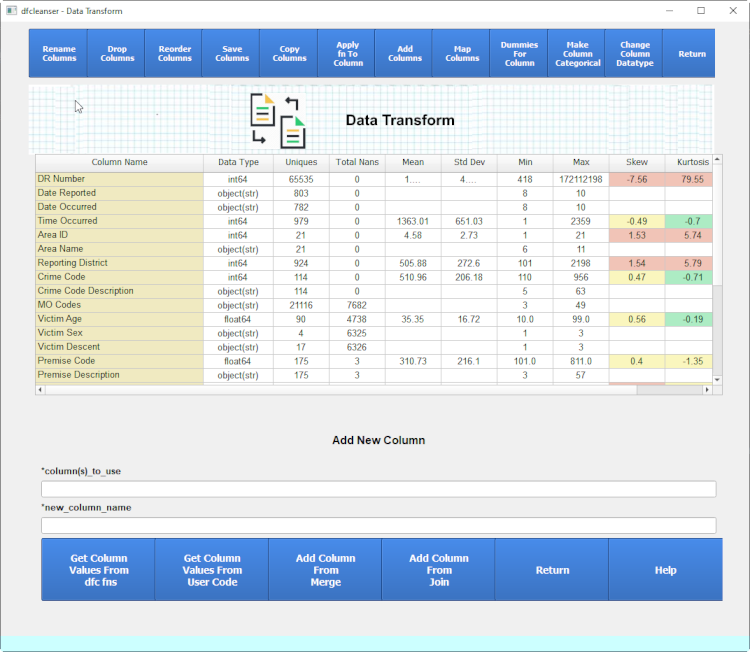 dfcleanser - Data Transform
Rename Columns Drop Columns Reorder Columns Save Columns Copy Columns Apply fn To Column Add Columns Map Columns Dummies For Column Make Column Categorical Change Column Datatype Return
Data Transform
Column Name Data Type Uniques Total Nans Mean Std Dev Min Max Skew Kurtosis
DR Number int64 65535 0 1.... 4.... 418 172112198 -7.56 79.55
Date Reported object(str) 803 0 8 10
Date Occurred object(str) 782 0 8 10
Time Occurred int64 979 0 1363.01 651.03 1 2359 -0.49 -0.7
Area ID int64 21 0 4.58 2.73 1 21 1.53 5.74
Area Name object(str) 21 0 6 11
Reporting District int64 924 0 505.88 272.6 101 2198 1.54 5.79
Crime Code int64 114 0 510.96 206.18 110 956 0.47 -0.71
Crime Code Description object(str) 114 0 5 63
MO Codes object(str) 21116 7682 3 49
Victim Age float64 90 4738 35.35 16.72 10.0 99.0 0.56 -0.19
Victim Sex object(str) 4 6325 1 3
Victim Descent object(str) 17 6326 1 3
Premise Code float64 175 3 310.73 216.1 101.0 811.0 0.4 -1.35
Premise Description object(str) 175 3 3 57
Add New Column
*column(s)_to_use
*new_column_name
Get Column Values From dfc fns Get Column Values From User Code Add Column From Merge Add Column From Join Return Help